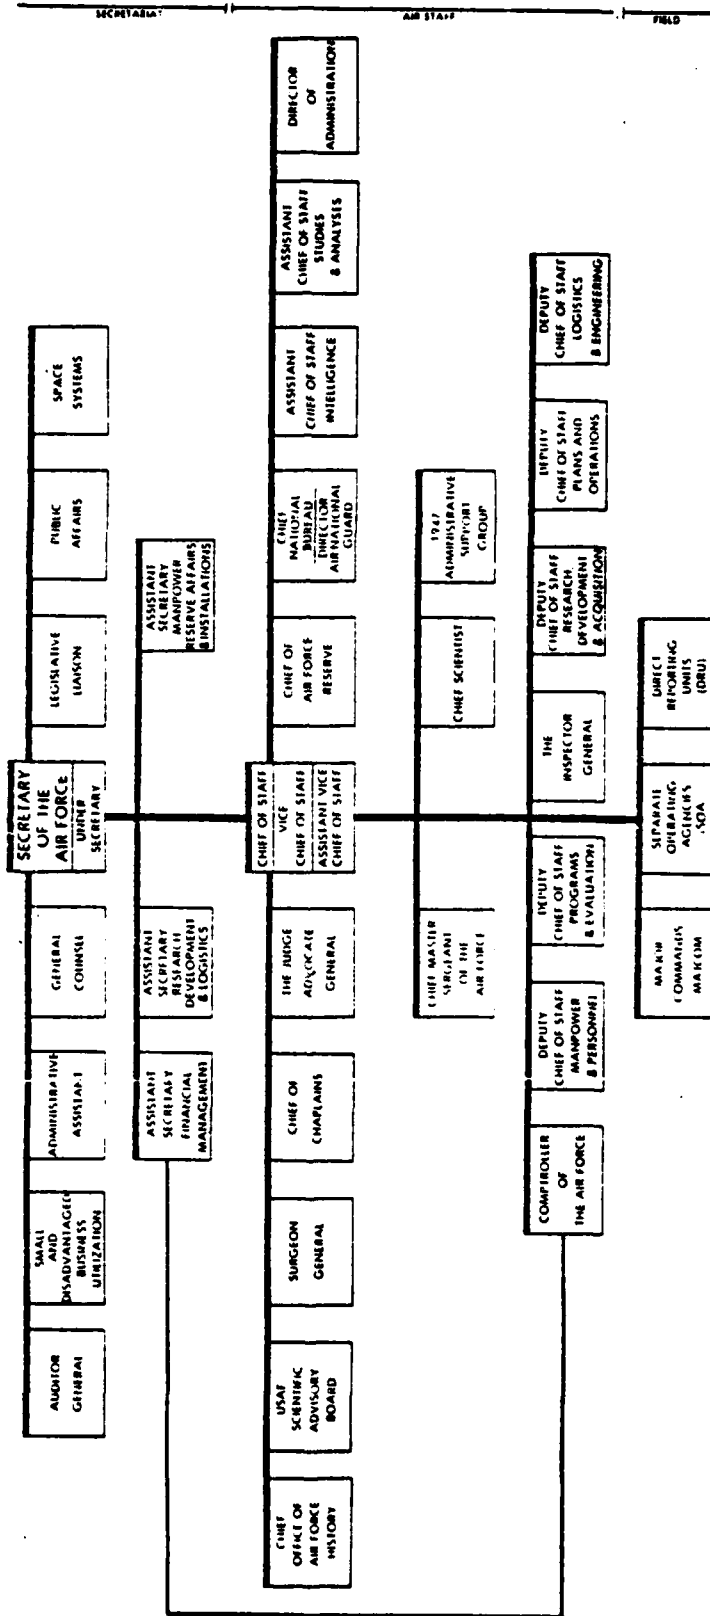 AUDITOR
GENERAL
SMALL
AND
DISADVANTAGED
BUSINESS
UTILIZATION
ADMINISTRATIVE
ASSISTANT
GENERAL
COUNSEL
SECRETARY
OF THE
AIR FORCE
UNDER
SECRETARY
LEGISLATIVE
LIAISON
PUBLIC
AFFAIRS
SPACE
SYSTEMS
SECRETARIAT
ASSISTANT
SECRETARY
FINANCIAL
MANAGEMENT
ASSISTANT
SECRETARY
RESEARCH
DEVELOPMENT
& LOGISTICS
ASSISTANT
SECRETARY
MANPOWER
RESERVE AFFAIRS
& INSTALLATIONS
CHIEF
OFFICE OF
AIR FORCE
HISTORY
USAF
SCIENTIFIC
ADVISORY
BOARD
SURGEON
GENERAL
CHIEF OF
CHAPLAINS
THE JUDGE
ADVOCATE
GENERAL
CHIEF OF STAFF
VICE
CHIEF OF STAFF
ASSISTANT VICE
CHIEF OF STAFF
CHIEF OF
AIR FORCE
RESERVE
CHIEF
NATIONAL
BUREAU
DIRECTOR
AIR NATIONAL
GUARD
ASSISTANT
CHIEF OF STAFF
INTELLIGENCE
ASSISTANT
CHIEF OF STAFF
STUDIES
& ANALYSES
DIRECTOR
OF
ADMINISTRATION
AIR STAFF
CHIEF MASTER
SERGEANT
OF THE
AIR FORCE
CHIEF SCIENTIST
1947
ADMINISTRATIVE
SUPPORT
GROUP
COMPTROLLER
OF
THE AIR FORCE
DEPUTY
CHIEF OF STAFF
MANPOWER
& PERSONNEL
DEPUTY
CHIEF OF STAFF
PROGRAMS
& EVALUATION
THE
INSPECTOR
GENERAL
DEPUTY
CHIEF OF STAFF
RESEARCH,
DEVELOPMENT
& ACQUISITION
DEPUTY
CHIEF OF STAFF
PLANS AND
OPERATIONS
DEPUTY
CHIEF OF STAFF
LOGISTICS
& ENGINEERING
MAJOR
COMMANDS
MAJCOM
SEPARATE
OPERATING
AGENCIES
(SOA)
DIRECT
REPORTING
UNITS
(DRU)
FIELD